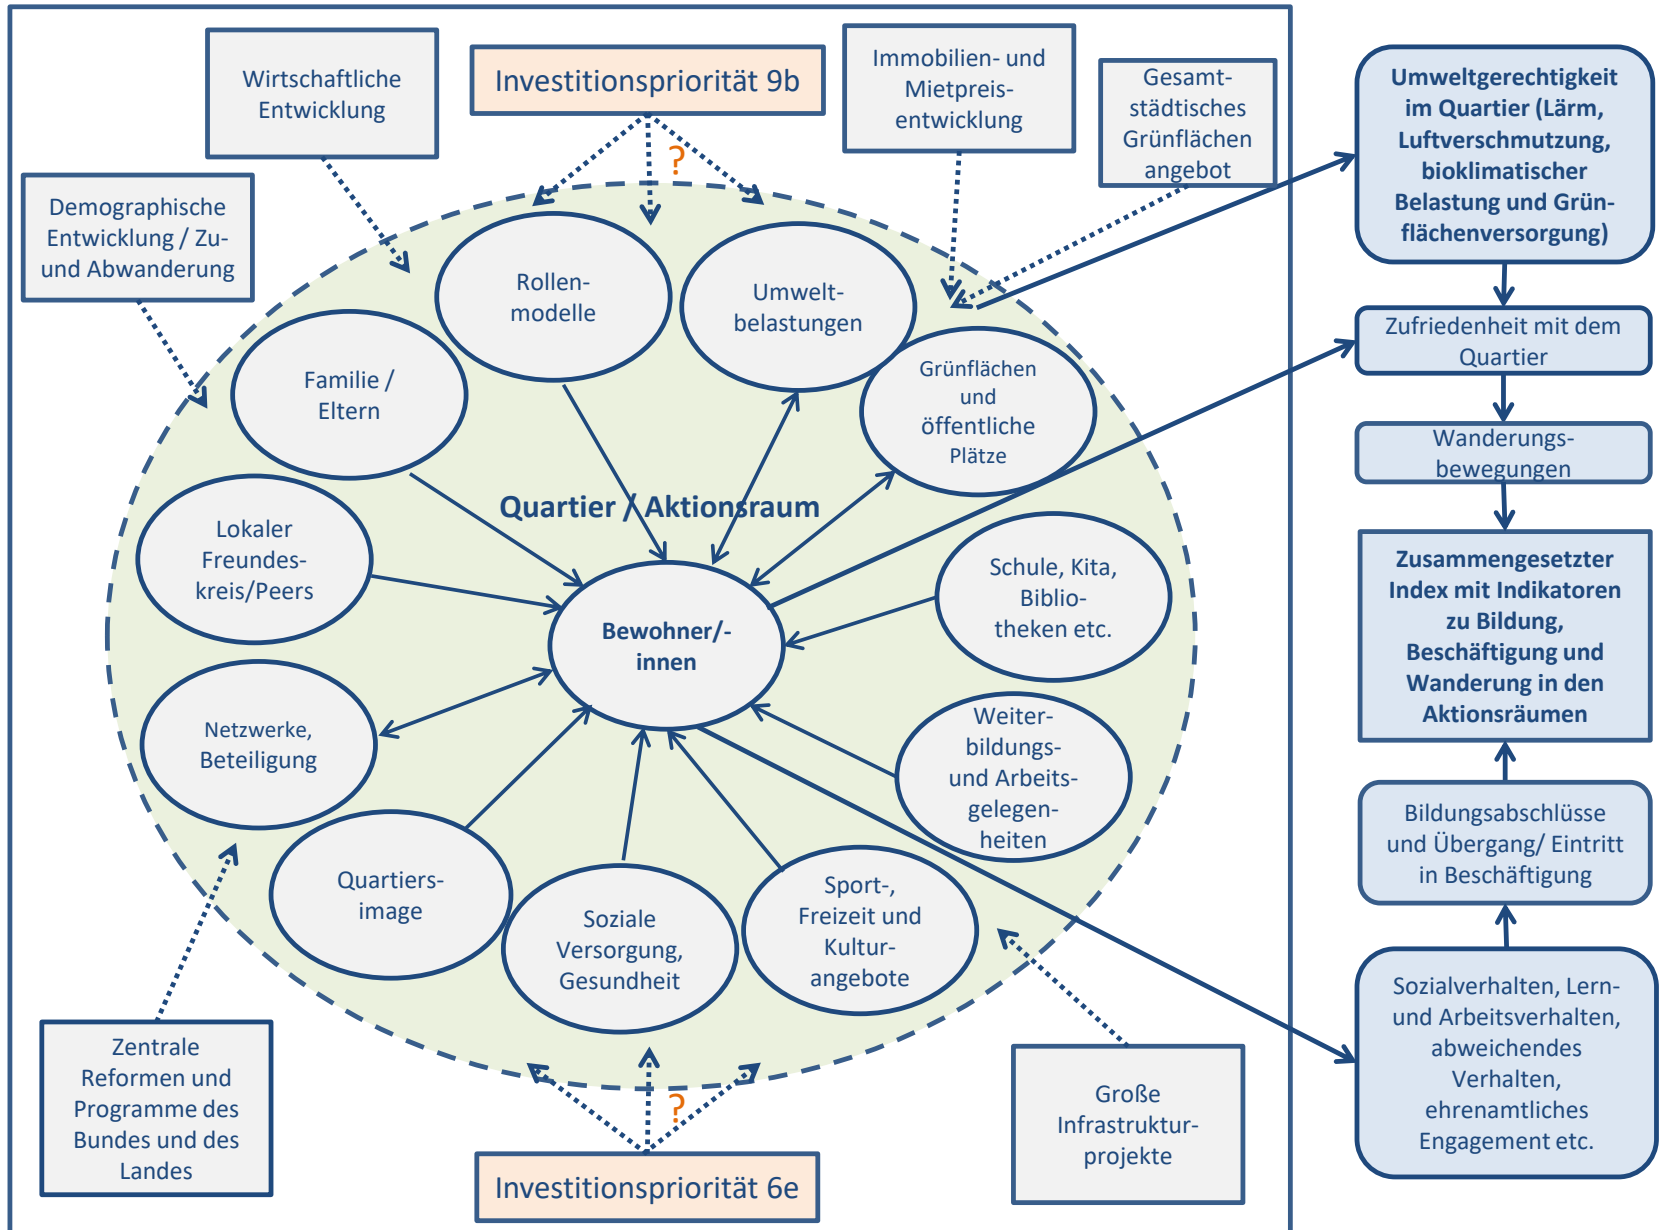 Wirtschaftliche
Entwicklung
Investitionspriorität 9b
Immobilien- und
Mietpreis-
entwicklung
Gesamt-
städtisches
Grünflächen
angebot
Umweltgerechtigkeit
im Quartier (Lärm,
Luftverschmutzung,
bioklimatischer
Belastung und Grün-
flächenversorgung)
?
Demographische
Entwicklung / Zu-
und Abwanderung
Rollen-
modelle
Umwelt-
belastungen
Zufriedenheit mit dem
Quartier
Familie /
Eltern
Grünflächen
und
öffentliche
Plätze
Wanderungs-
bewegungen
Quartier / Aktionsraum
Lokaler
Freundes-
kreis/Peers
Schule, Kita,
Biblio-
theken etc.
Zusammengesetzter
Index mit Indikatoren
zu Bildung,
Beschäftigung und
Wanderung in den
Aktionsräumen
Bewohner/-
innen
Netzwerke,
Beteiligung
Weiter-
bildungs-
und Arbeits-
gelegen-
heiten
Bildungsabschlüsse
und Übergang/ Eintritt
in Beschäftigung
Quartiers-
image
Soziale
Versorgung,
Gesundheit
Sport-,
Freizeit und
Kultur-
angebote
Sozialverhalten, Lern-
und Arbeitsverhalten,
abweichendes
Verhalten,
ehrenamtliches
Engagement etc.
Zentrale
Reformen und
Programme des
Bundes und des
Landes
?
Große
Infrastruktur-
projekte
Investitionspriorität 6e